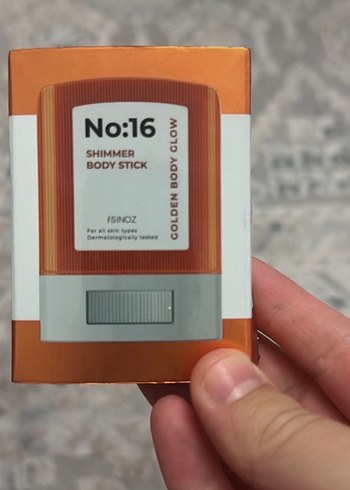 No:16
SHIMMER
BODY STICK
GOLDEN BODY GLOW
#SINOZ
For all skin types
Dermatologically tested